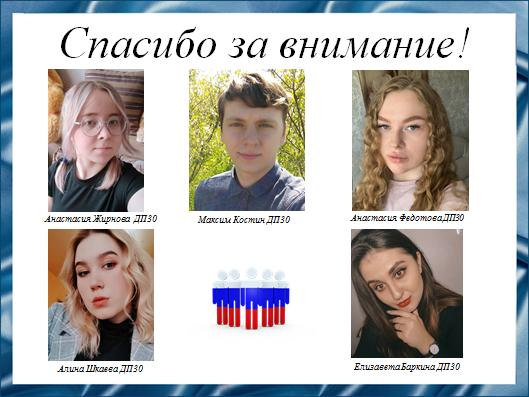 Спасибо за внимание!
Анастасия Жирнова ДП30
Максим Костин ДП30
Анастасия Федотова ДП30
Алина Шкаева ДП30
Елизавета Баркина ДП30